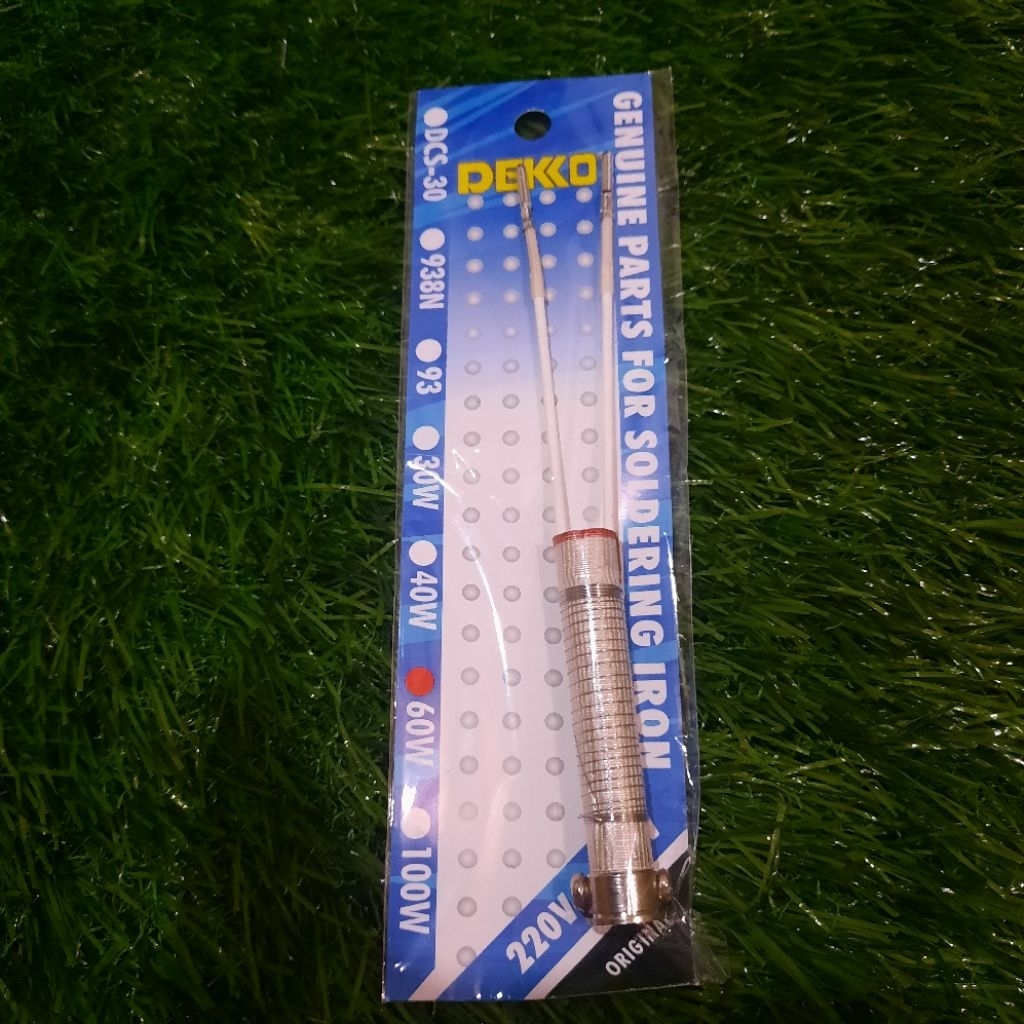 DEKKO
GENUINE PARTS FOR SOLDERING IRON
DCS-30
938N
93
30W
40W
60W
100W
220V
ORIGINAL